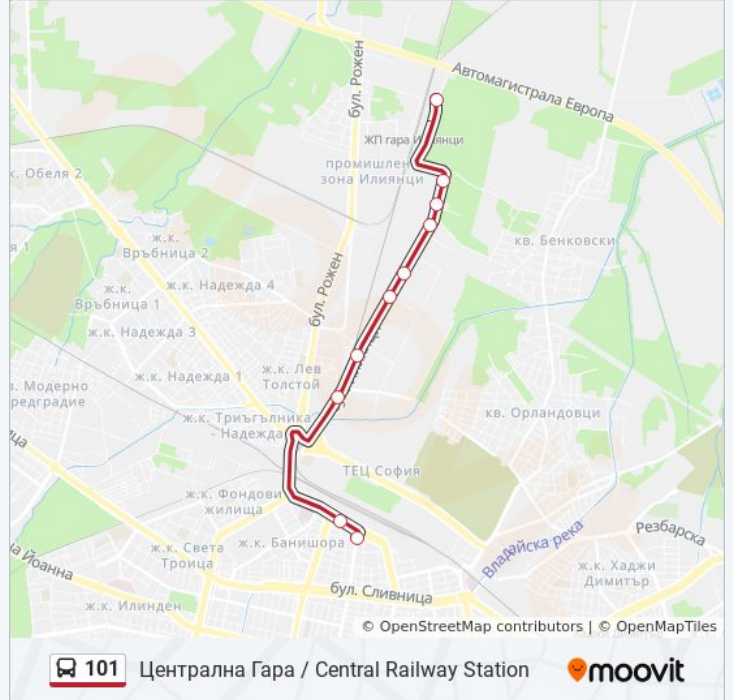 Автомагистрала Европа
бул. Рожен
ЖП гара Илиянци
промишлен
зона Илиянци
к. Обеля 2
я 1
ж.к.
Връбница 2
кв. Бенковски
ж.к.
Връбница 1
ж.к. Надежда 4
бул. Рожен
ж.к. Надежда 3
ж.к. Надежда 1
ж.к. Лев
Толстой
в. Модерно
редградие
ж.к. Триъгълника
- Надежда
кв. Орландовци
ица
ТЕЦ София
ж.к. Фондови
жилища
Владайска река
Резбарска
ж.к. Банишора
ж.к. Света
Троица
ж.к. Хаджи
Димитър
ла Йоанна
бул. Сливница
ж.к. Илинден
© OpenStreetMap contributors | © OpenMapTiles
101 Централна Гара / Central Railway Station moovit